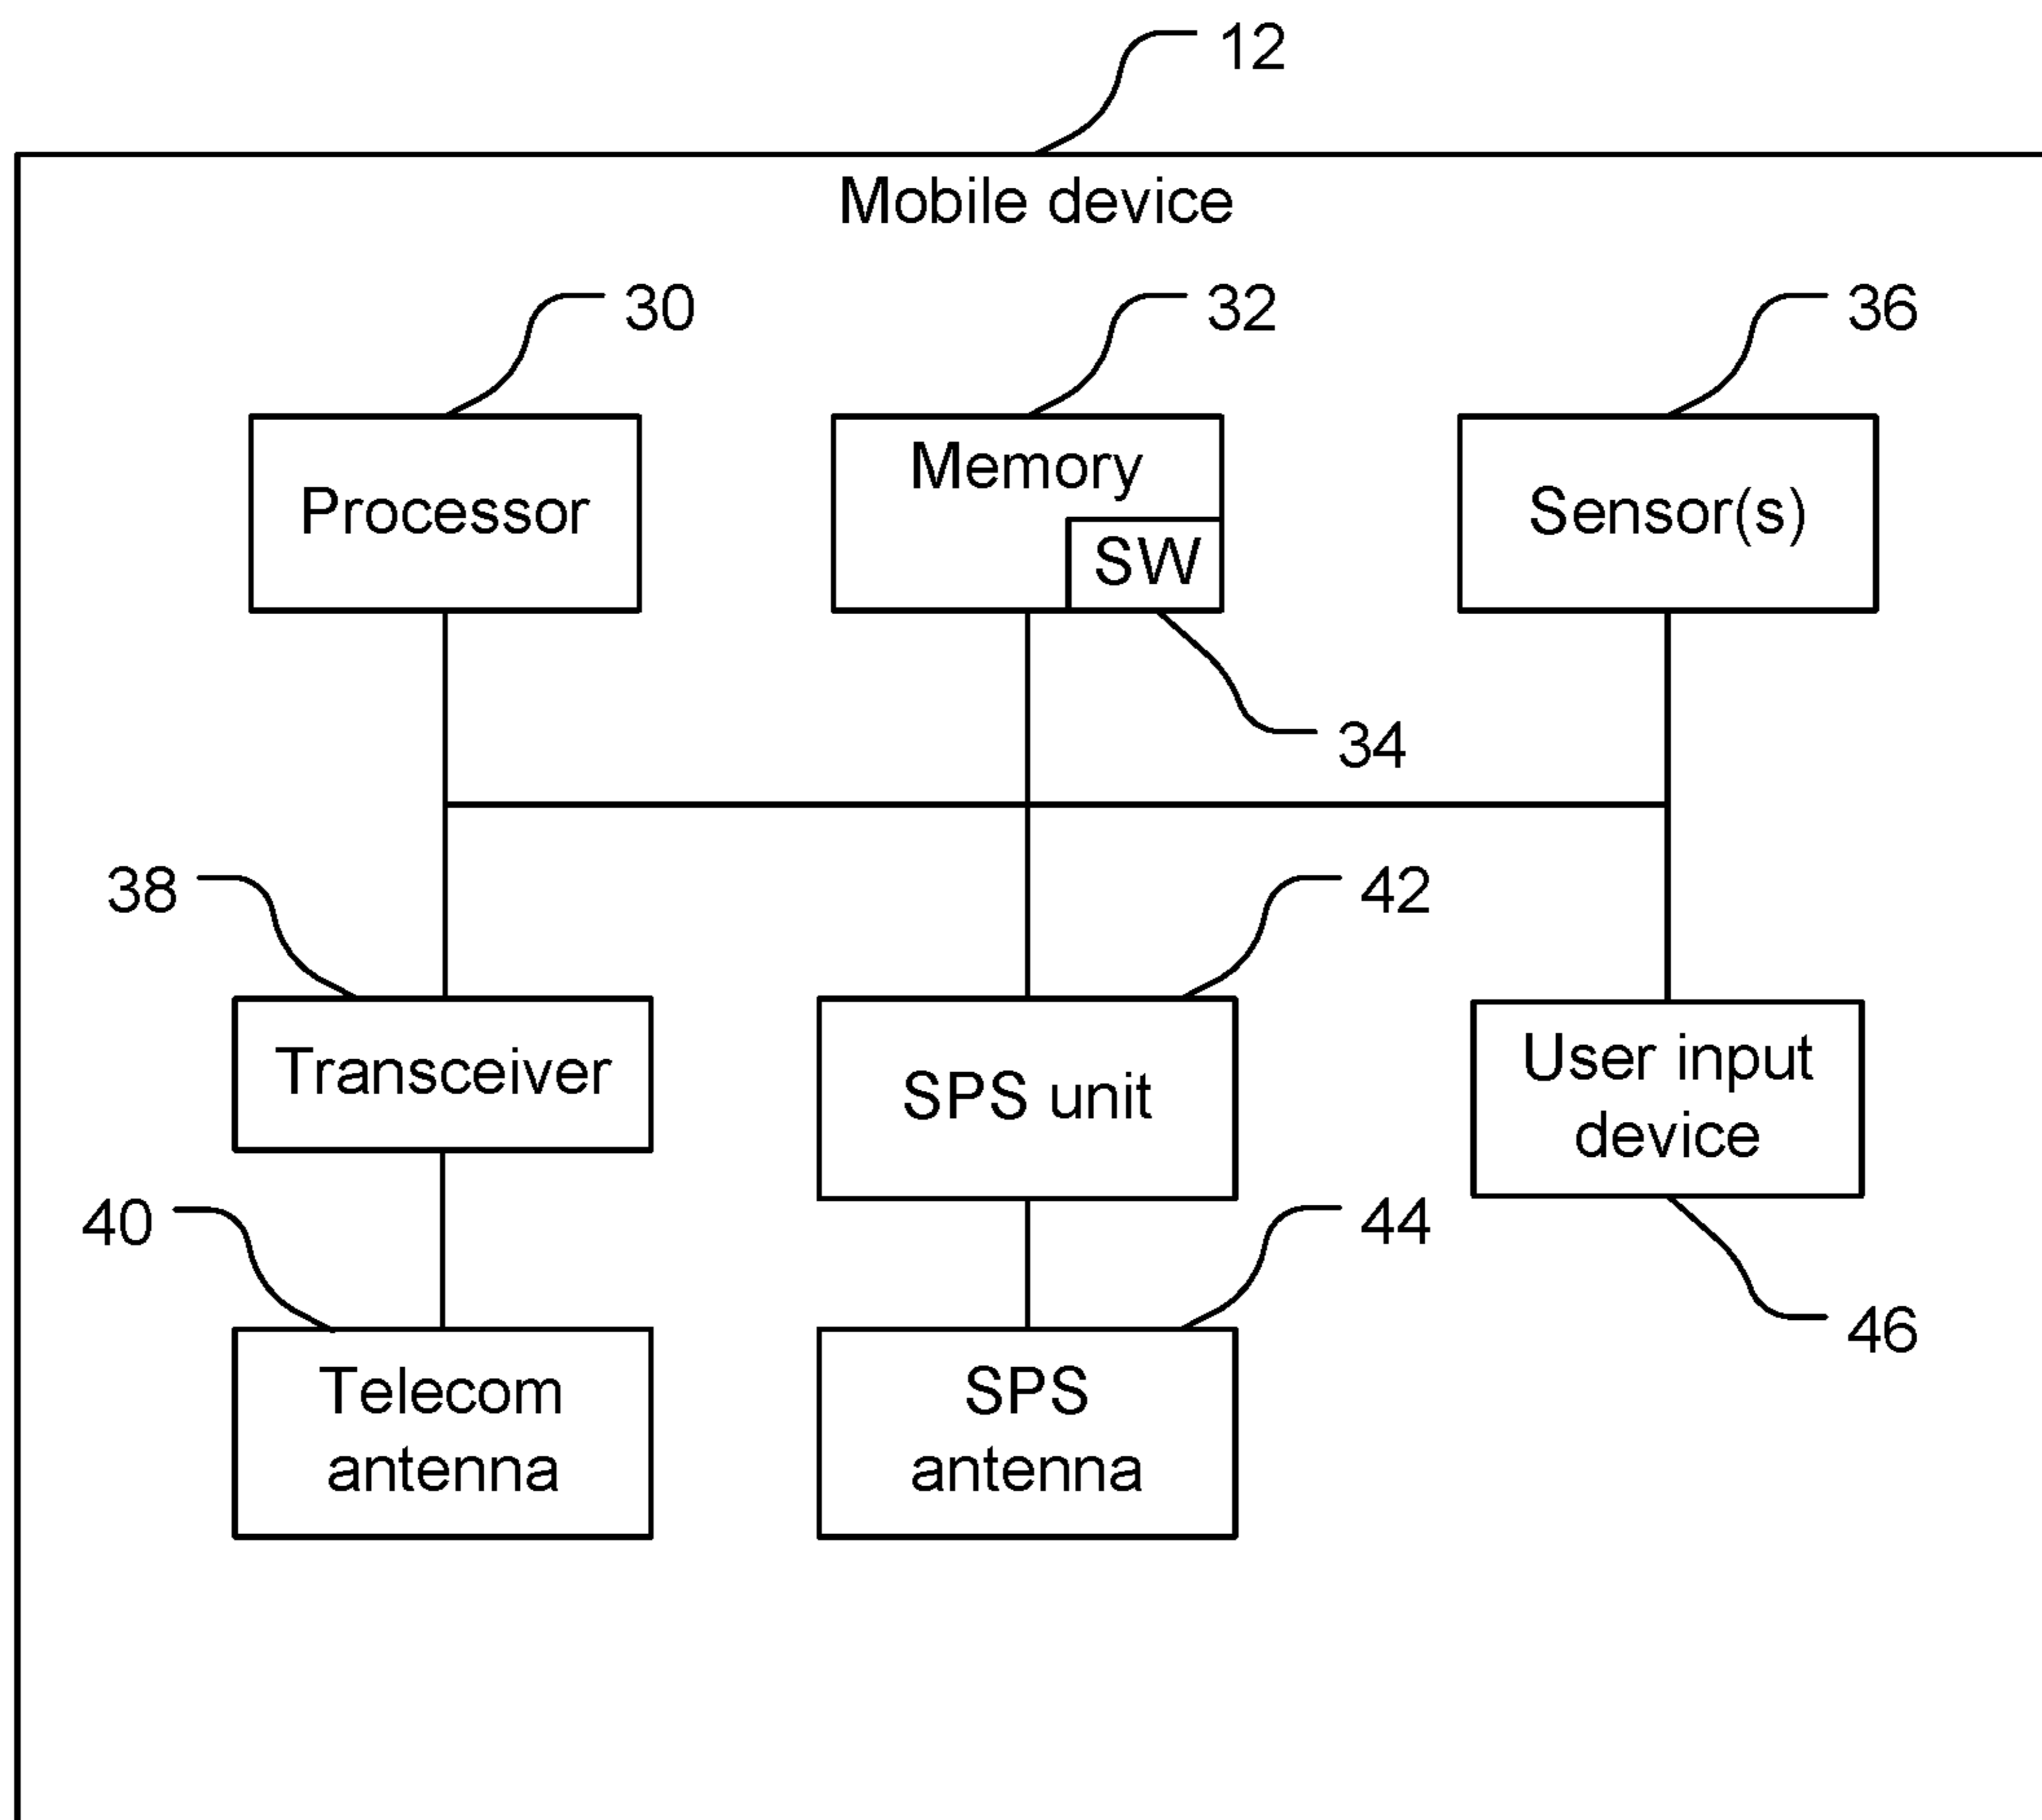 12
Mobile device
30
32
36
Processor
Memory
SW
Sensor(s)
34
38
42
Transceiver
SPS unit
User input
device
40
44
46
Telecom
antenna
SPS
antenna